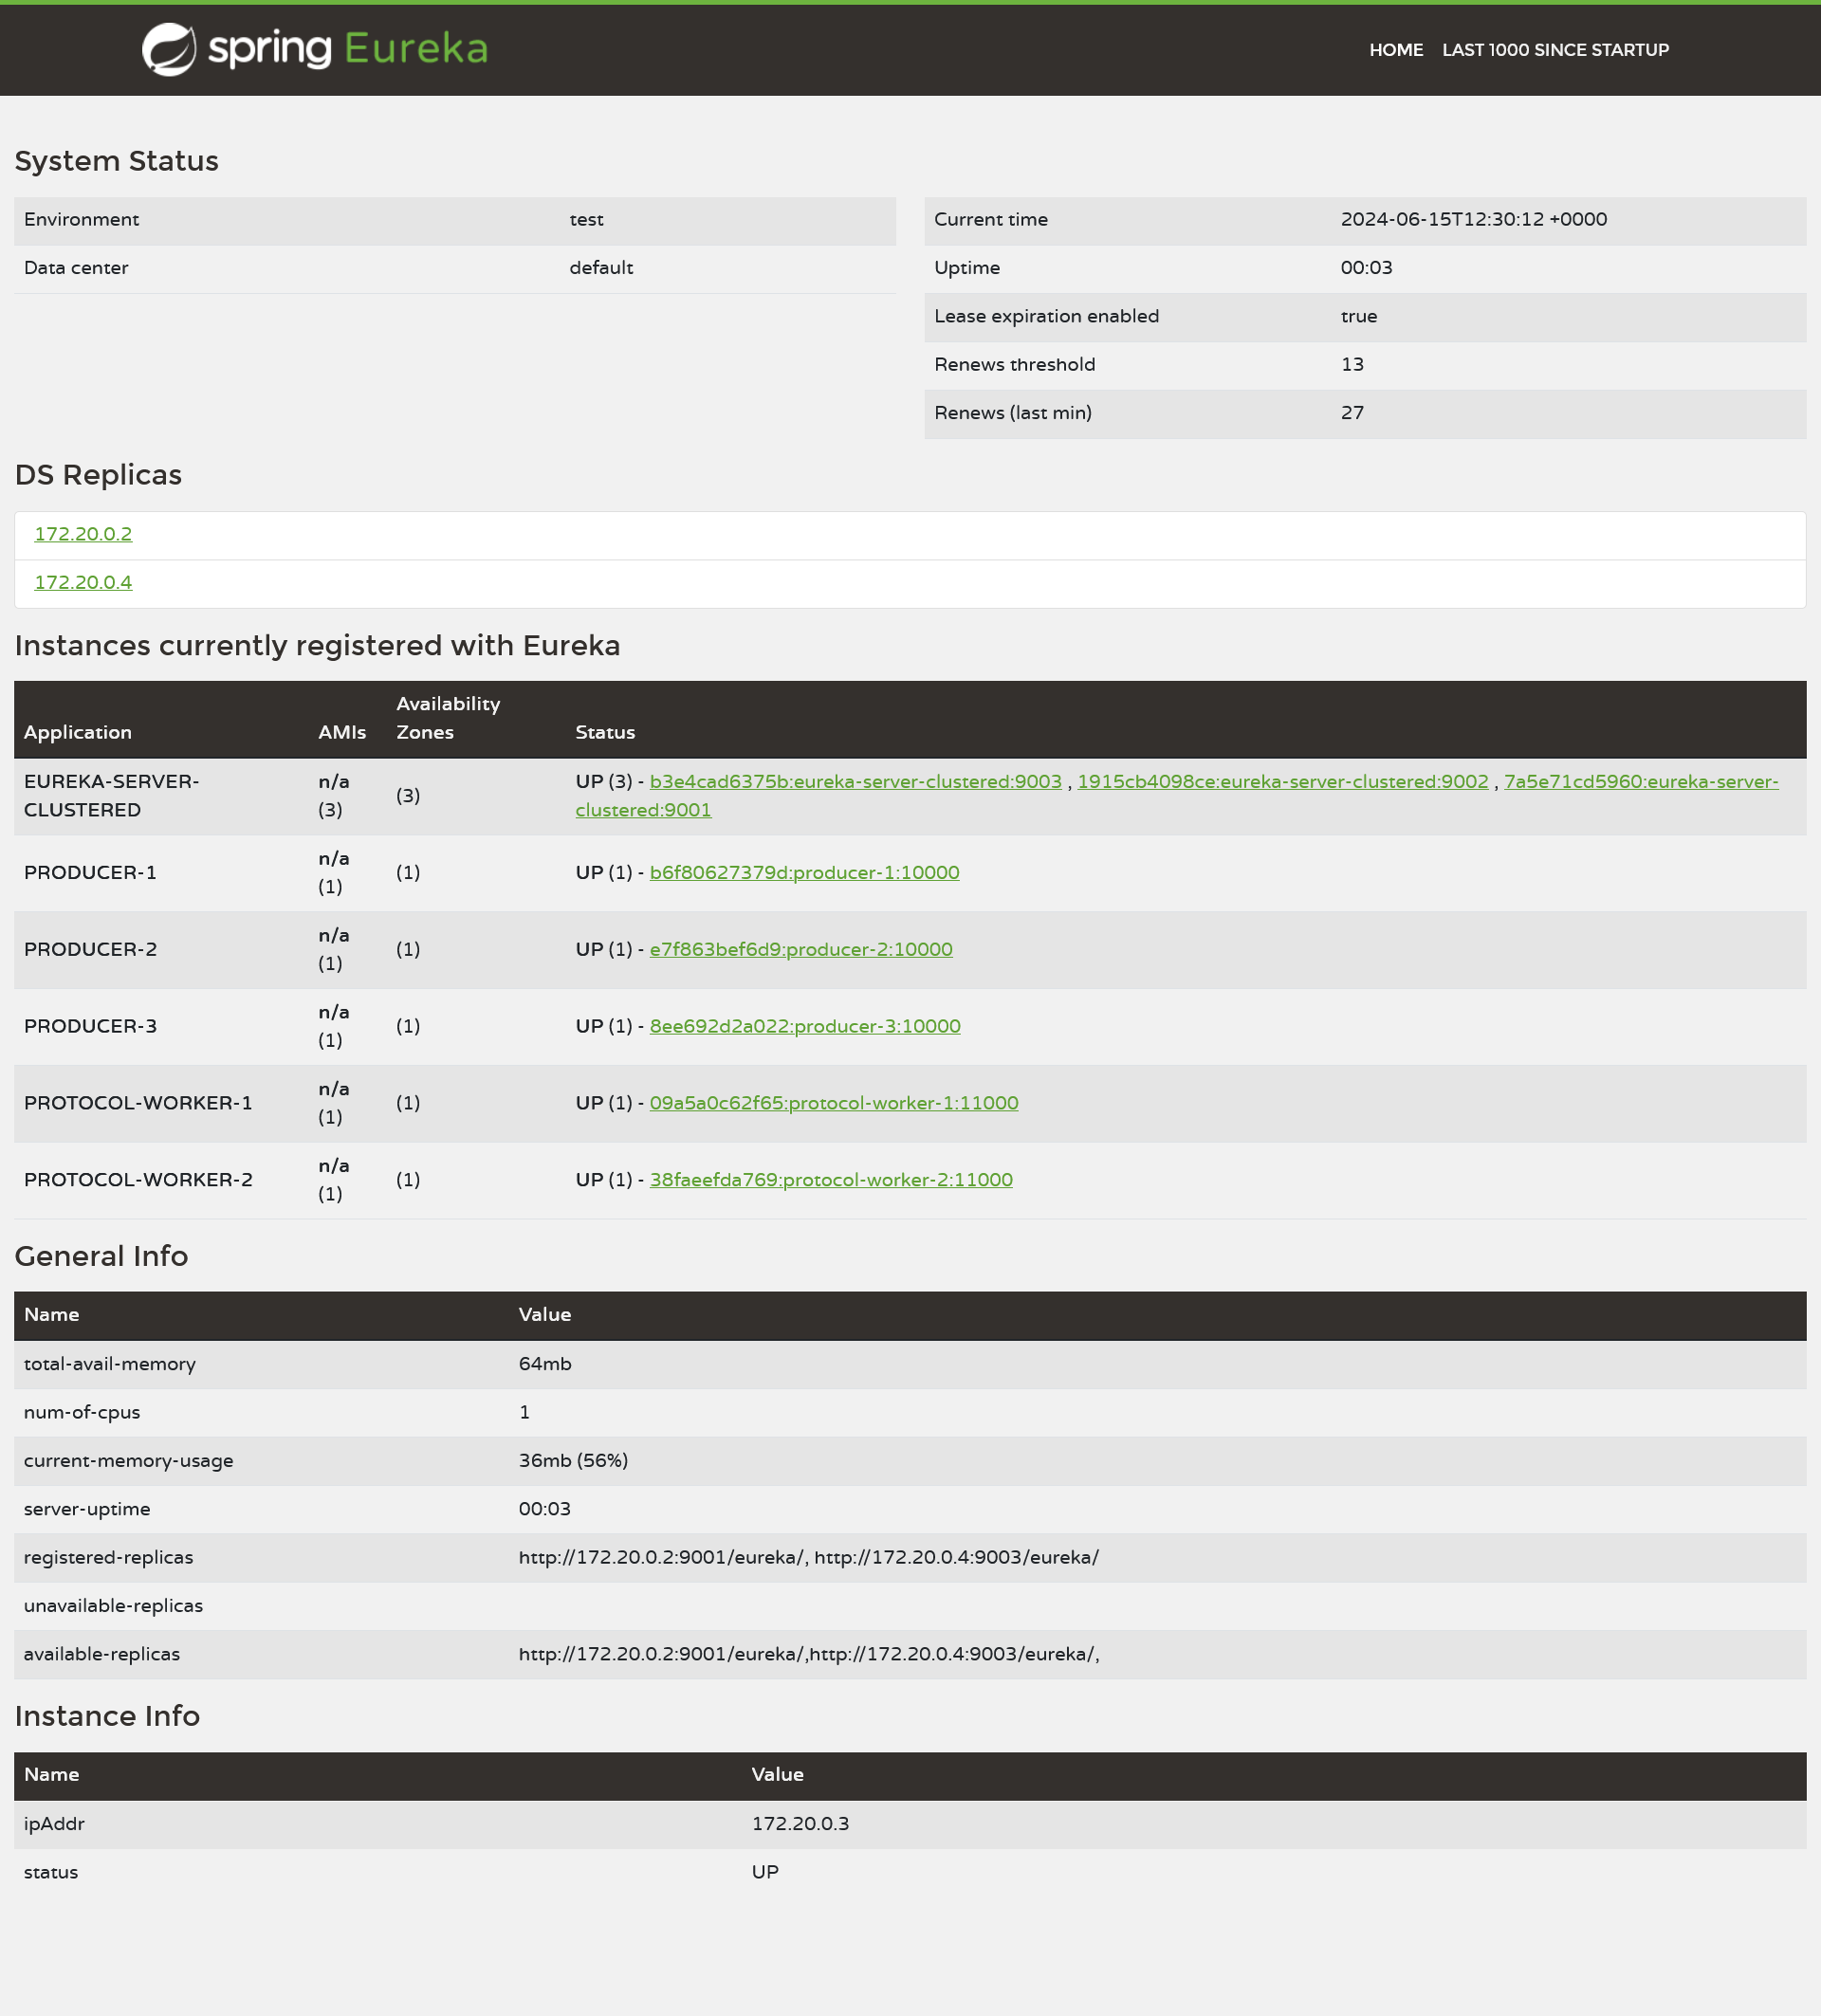 spring Eureka
HOME LAST 1000 SINCE STARTUP
System Status
Environment test
Data center default
Current time 2024-06-15T12:30:12 +0000
Uptime 00:03
Lease expiration enabled true
Renews threshold 13
Renews (last min) 27
DS Replicas
172.20.0.2
172.20.0.4
Instances currently registered with Eureka
Application AMIs Availability Zones Status
EUREKA-SERVER-CLUSTERED n/a (3) (3) UP (3) - b3e4cad6375b:eureka-server-clustered:9003 , 1915cb4098ce:eureka-server-clustered:9002 , 7a5e71cd5960:eureka-server-clustered:9001
PRODUCER-1 n/a (1) (1) UP (1) - b6f80627379d:producer-1:10000
PRODUCER-2 n/a (1) (1) UP (1) - e7f863bef6d9:producer-2:10000
PRODUCER-3 n/a (1) (1) UP (1) - 8ee692d2a022:producer-3:10000
PROTOCOL-WORKER-1 n/a (1) (1) UP (1) - 09a5a0c62f65:protocol-worker-1:11000
PROTOCOL-WORKER-2 n/a (1) (1) UP (1) - 38faeefda769:protocol-worker-2:11000
General Info
Name Value
total-avail-memory 64mb
num-of-cpus 1
current-memory-usage 36mb (56%)
server-uptime 00:03
registered-replicas http://172.20.0.2:9001/eureka/, http://172.20.0.4:9003/eureka/
unavailable-replicas
available-replicas http://172.20.0.2:9001/eureka/,http://172.20.0.4:9003/eureka/,
Instance Info
Name Value
ipAddr 172.20.0.3
status UP